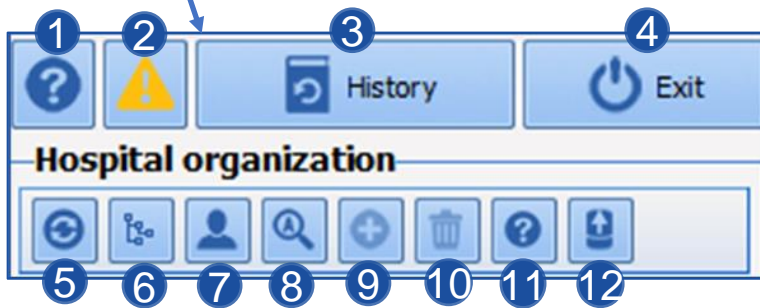 1 2 3 4
? History Exit
Hospital organization
A ?
5 6 7 8 9 10 11 12